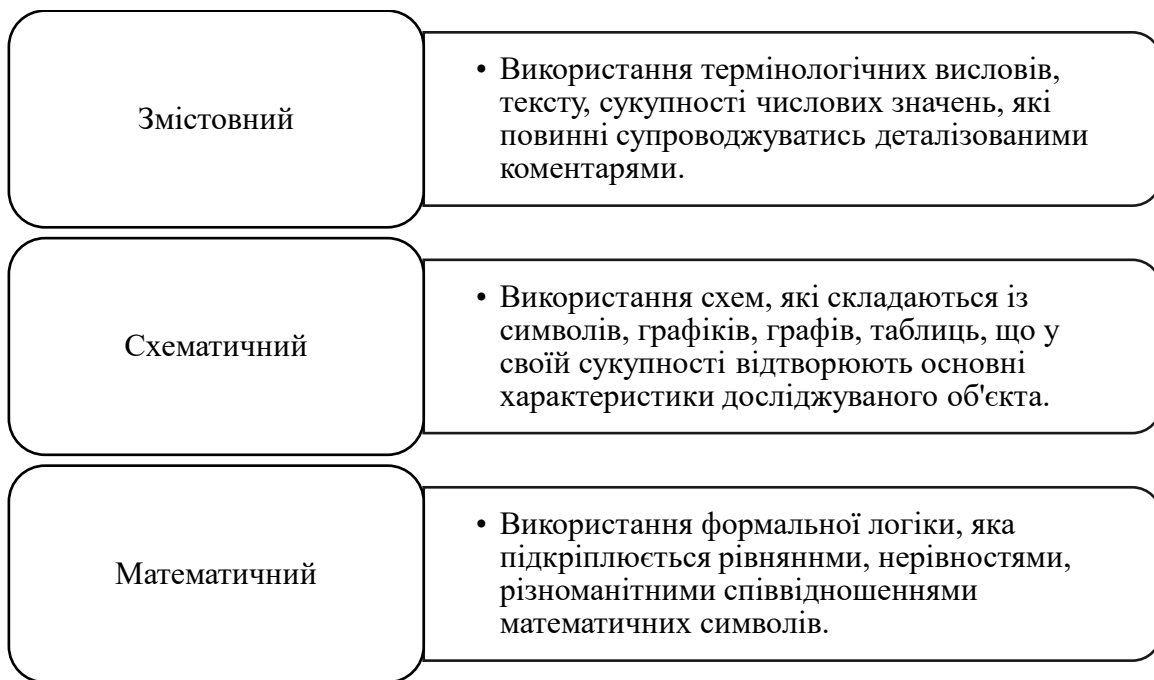 Змістовний
• Використання термінологічних висловів,
тексту, сукупності числових значень, які
повинні супроводжуватись деталізованими
коментарями.
Схематичний
• Використання схем, які складаються із
символів, графіків, графів, таблиць, що у
своїй сукупності відтворюють основні
характеристики досліджуваного об'єкта.
Математичний
• Використання формальної логіки, яка
підкріплюється рівняннми, нерівностями,
різноманітними співвідношеннями
математичних символів.